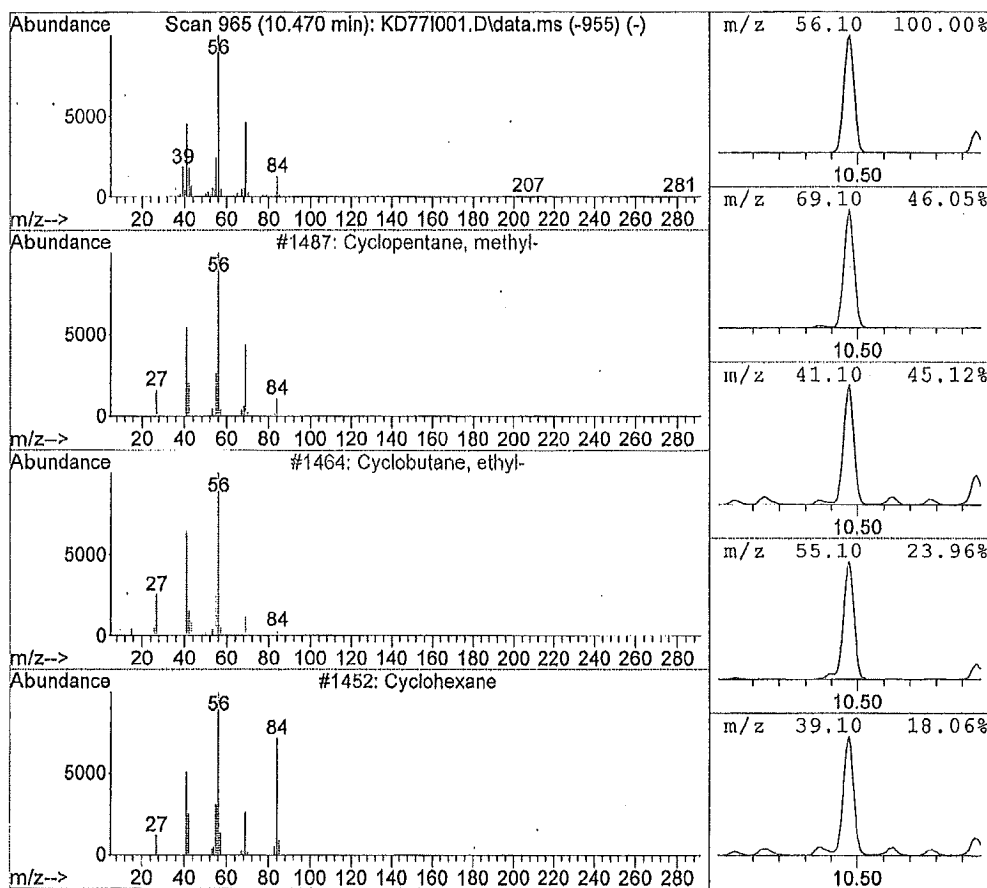 Abundance Scan 965 (10.470 min): KD77I001.D\data.ms (-955) (-)
56
5000
39
84
0
207
281
m/z--> 20 40 60 80 100 120 140 160 180 200 220 240 260 280
Abundance #1487: Cyclopentane, methyl-
56
5000
27
84
0
m/z--> 20 40 60 80 100 120 140 160 180 200 220 240 260 280
Abundance #1464: Cyclobutane, ethyl-
56
5000
27
84
0
m/z--> 20 40 60 80 100 120 140 160 180 200 220 240 260 280
Abundance #1452: Cyclohexane
56
84
5000
27
0
m/z--> 20 40 60 80 100 120 140 160 180 200 220 240 260 280
m/z 56.10 100.00%
10.50
m/z 69.10 46.05%
10.50
m/z 41.10 45.12%
10.50
m/z 55.10 23.96%
10.50
m/z 39.10 18.06%
10.50